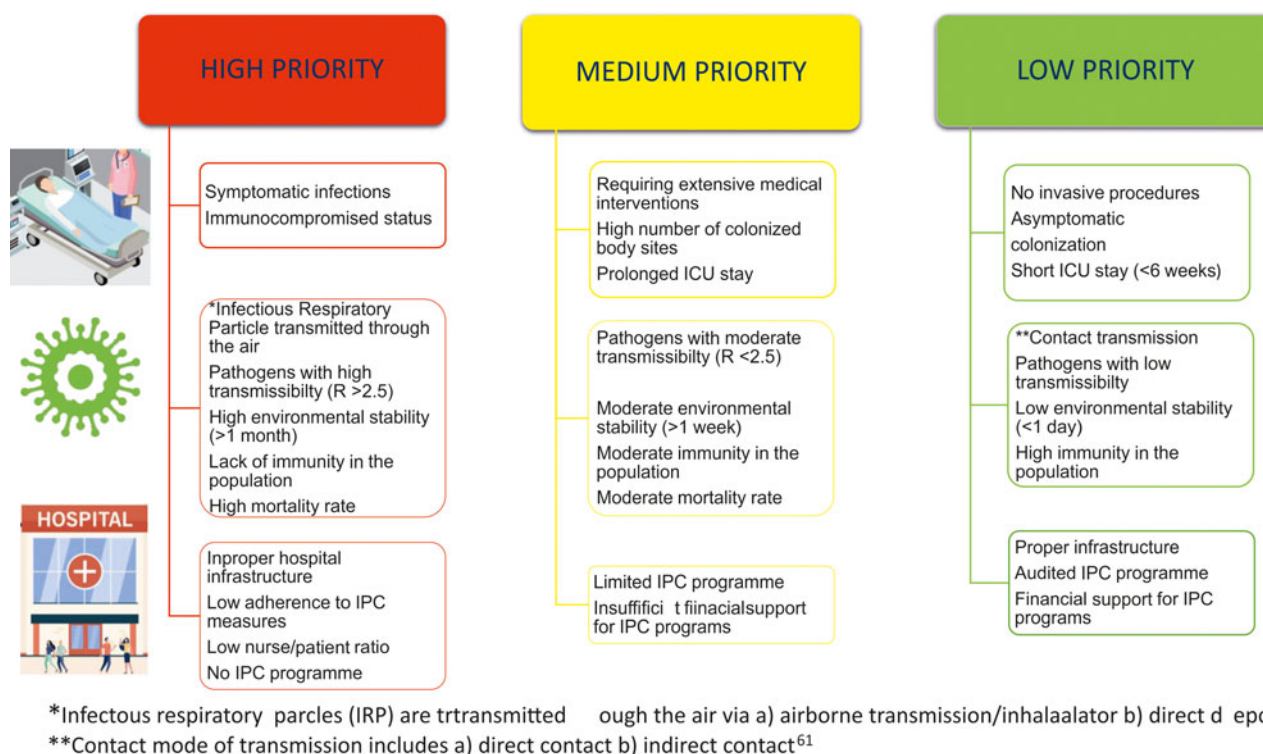 HIGH PRIORITY
MEDIUM PRIORITY
LOW PRIORITY
Symptomatic infections
Immunocompromised status
Requiring extensive medical
interventions
High number of colonized
body sites
Prolonged ICU stay
No invasive procedures
Asymptomatic
colonization
Short ICU stay (<6 weeks)
*Infectious Respiratory
Particle transmitted through
the air
Pathogens with high
transmissibilty (R >2.5)
High environmental stability
(>1 month)
Lack of immunity in the
population
High mortality rate
Pathogens with moderate
transmissibilty (R <2.5)
Moderate environmental
stability (>1 week)
Moderate immunity in the
population
Moderate mortality rate
**Contact transmission
Pathogens with low
transmissibilty
Low environmental stability
(<1 day)
High immunity in the
population
HOSPITAL
Inproper hospital
infrastructure
Low adherence to IPC
measures
Low nurse/patient ratio
No IPC programme
Limited IPC programme
Insuffifici t fiinacialsupport
for IPC programs
Proper infrastructure
Audited IPC programme
Financial support for IPC
programs
*Infectous respiratory parcles (IRP) are trtransmitted ough the air via a) airborne transmission/inhalaalator b) direct d epo
**Contact mode of transmission includes a) direct contact b) indirect contact61